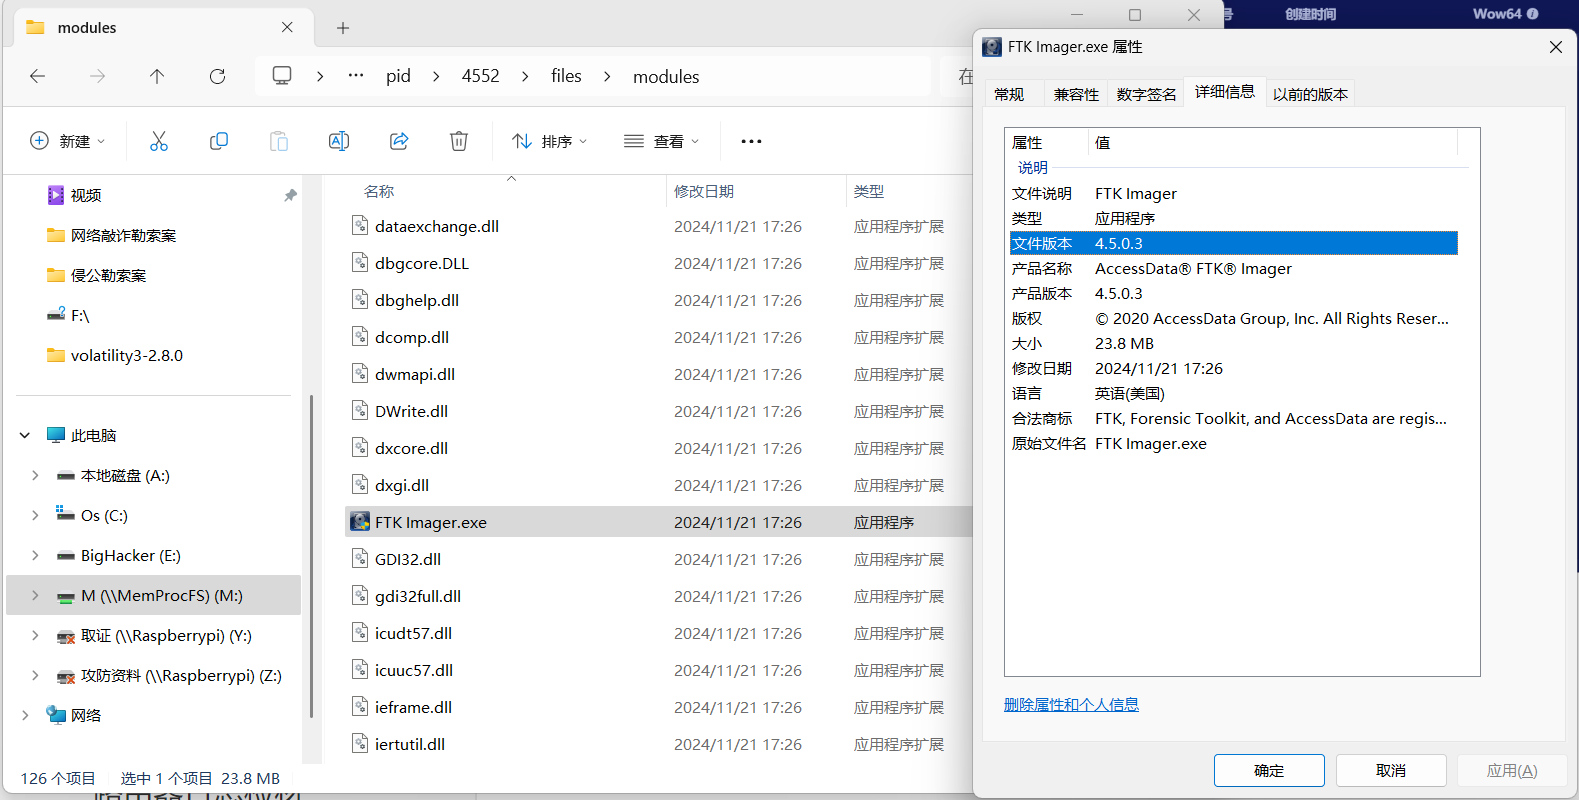 modules
号 创建时间 Wow64
pid 4552 files modules 在
新建 排序 查看
视频
网络敲诈勒索案
侵公勒索案
F:\
volatility3-2.8.0
此电脑
本地磁盘 (A:)
Os (C:)
BigHacker (E:)
M (\\MemProcFS) (M:)
取证 (\\Raspberrypi) (Y:)
攻防资料 (\\Raspberrypi) (Z:)
网络
名称 修改日期 类型
dataexchange.dll 2024/11/21 17:26 应用程序扩展
dbgcore.DLL 2024/11/21 17:26 应用程序扩展
dbghelp.dll 2024/11/21 17:26 应用程序扩展
dcomp.dll 2024/11/21 17:26 应用程序扩展
dwmapi.dll 2024/11/21 17:26 应用程序扩展
DWrite.dll 2024/11/21 17:26 应用程序扩展
dxcore.dll 2024/11/21 17:26 应用程序扩展
dxgi.dll 2024/11/21 17:26 应用程序扩展
FTK Imager.exe 2024/11/21 17:26 应用程序
GDI32.dll 2024/11/21 17:26 应用程序扩展
gdi32full.dll 2024/11/21 17:26 应用程序扩展
icudt57.dll 2024/11/21 17:26 应用程序扩展
icuuc57.dll 2024/11/21 17:26 应用程序扩展
ieframe.dll 2024/11/21 17:26 应用程序扩展
iertutil.dll 2024/11/21 17:26 应用程序扩展
126 个项目 选中 1 个项目 23.8 MB
FTK Imager.exe 属性
常规 兼容性 数字签名 详细信息 以前的版本
属性 值
说明
文件说明 FTK Imager
类型 应用程序
文件版本 4.5.0.3
产品名称 AccessData® FTK® Imager
产品版本 4.5.0.3
版权 © 2020 AccessData Group, Inc. All Rights Reser...
大小 23.8 MB
修改日期 2024/11/21 17:26
语言 英语(美国)
合法商标 FTK, Forensic Toolkit, and AccessData are regis...
原始文件名 FTK Imager.exe
删除属性和个人信息
确定 取消 应用(A)